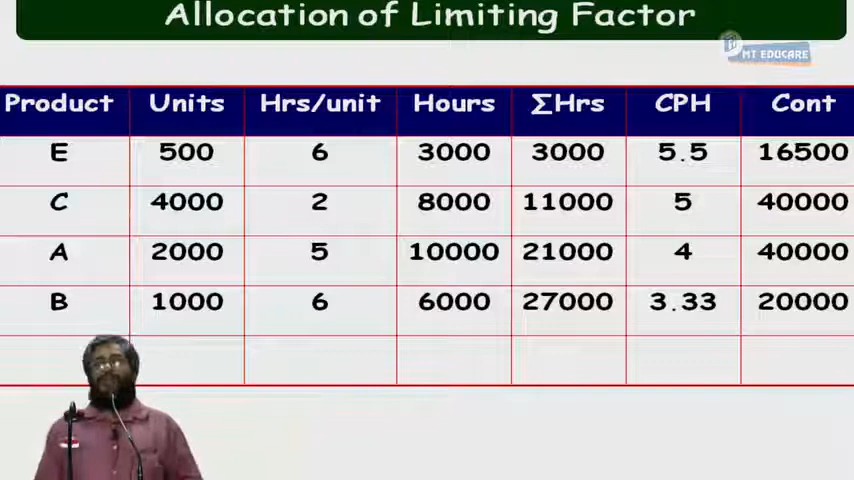 Allocation of Limiting Factor
MT EDUCARE
Product Units Hrs/unit Hours ∑Hrs CPH Cont
E 500 6 3000 3000 5.5 16500
C 4000 2 8000 11000 5 40000
A 2000 5 10000 21000 4 40000
B 1000 6 6000 27000 3.33 20000